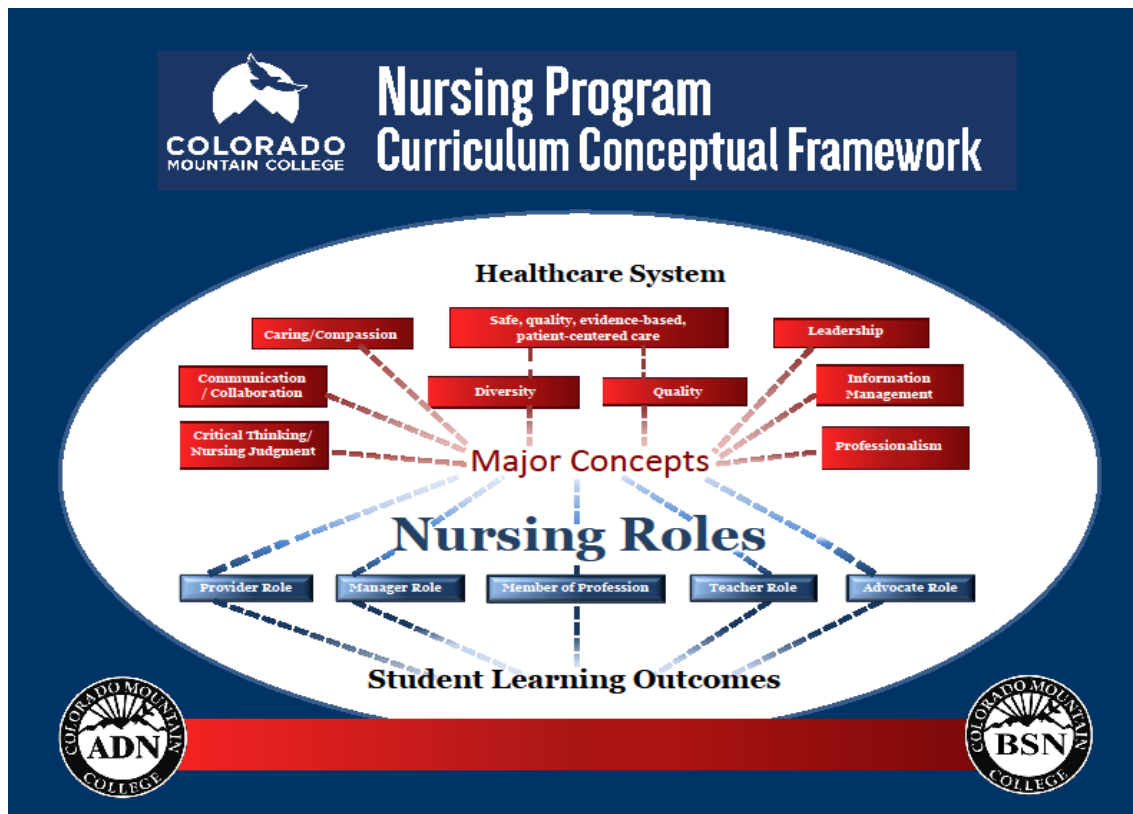 COLORADO
MOUNTAIN COLLEGE
Nursing Program
Curriculum Conceptual Framework
Healthcare System
Caring/Compassion
Safe, quality, evidence-based,
patient-centered care
Leadership
Communication
/ Collaboration
Diversity
Quality
Information
Management
Critical Thinking/
Nursing Judgment
Professionalism
Major Concepts
Nursing Roles
Provider Role
Manager Role
Member of Profession
Teacher Role
Advocate Role
Student Learning Outcomes
COLORADO MOUNTAIN
ADN
COLLEGE
COLORADO MOUNTAIN
BSN
COLLEGE